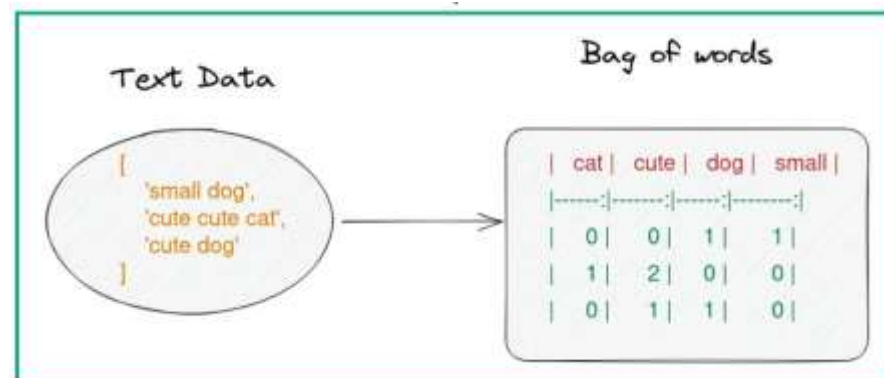 Text Data
[
'small dog',
'cute cute cat',
'cute dog'
]
Bag of words
| cat | cute | dog | small |
|------:|-------:|------:|--------:|
| 0 | 0 | 1 | 1 |
| 1 | 2 | 0 | 0 |
| 0 | 1 | 1 | 0 |